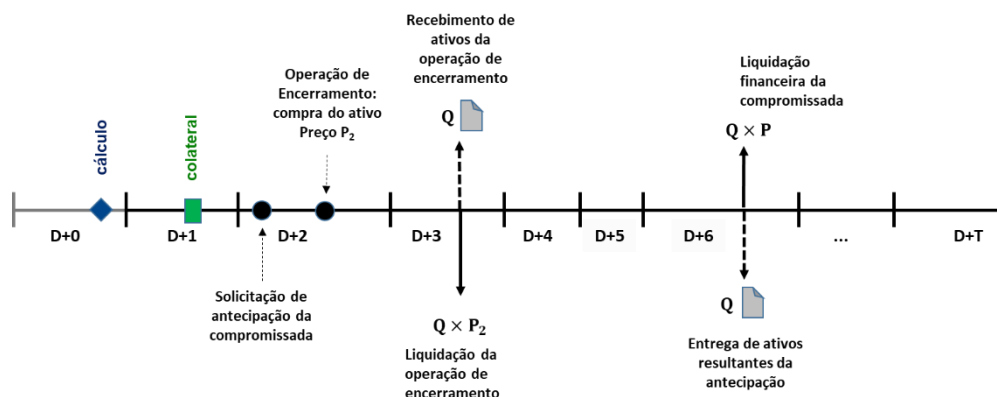 Recebimento de
ativos da
operação de
encerramento
Q
Operação de
Encerramento:
compra do ativo
Preço P₂
Liquidação
financeira da
compromissada
Q × P
cálculo
colateral
D+0
D+1
D+2
D+3
D+4
D+5
D+6
...
D+T
Solicitação de
antecipação da
compromissada
Q × P₂
Liquidação da
operação de
encerramento
Q
Entrega de ativos
resultantes da
antecipação